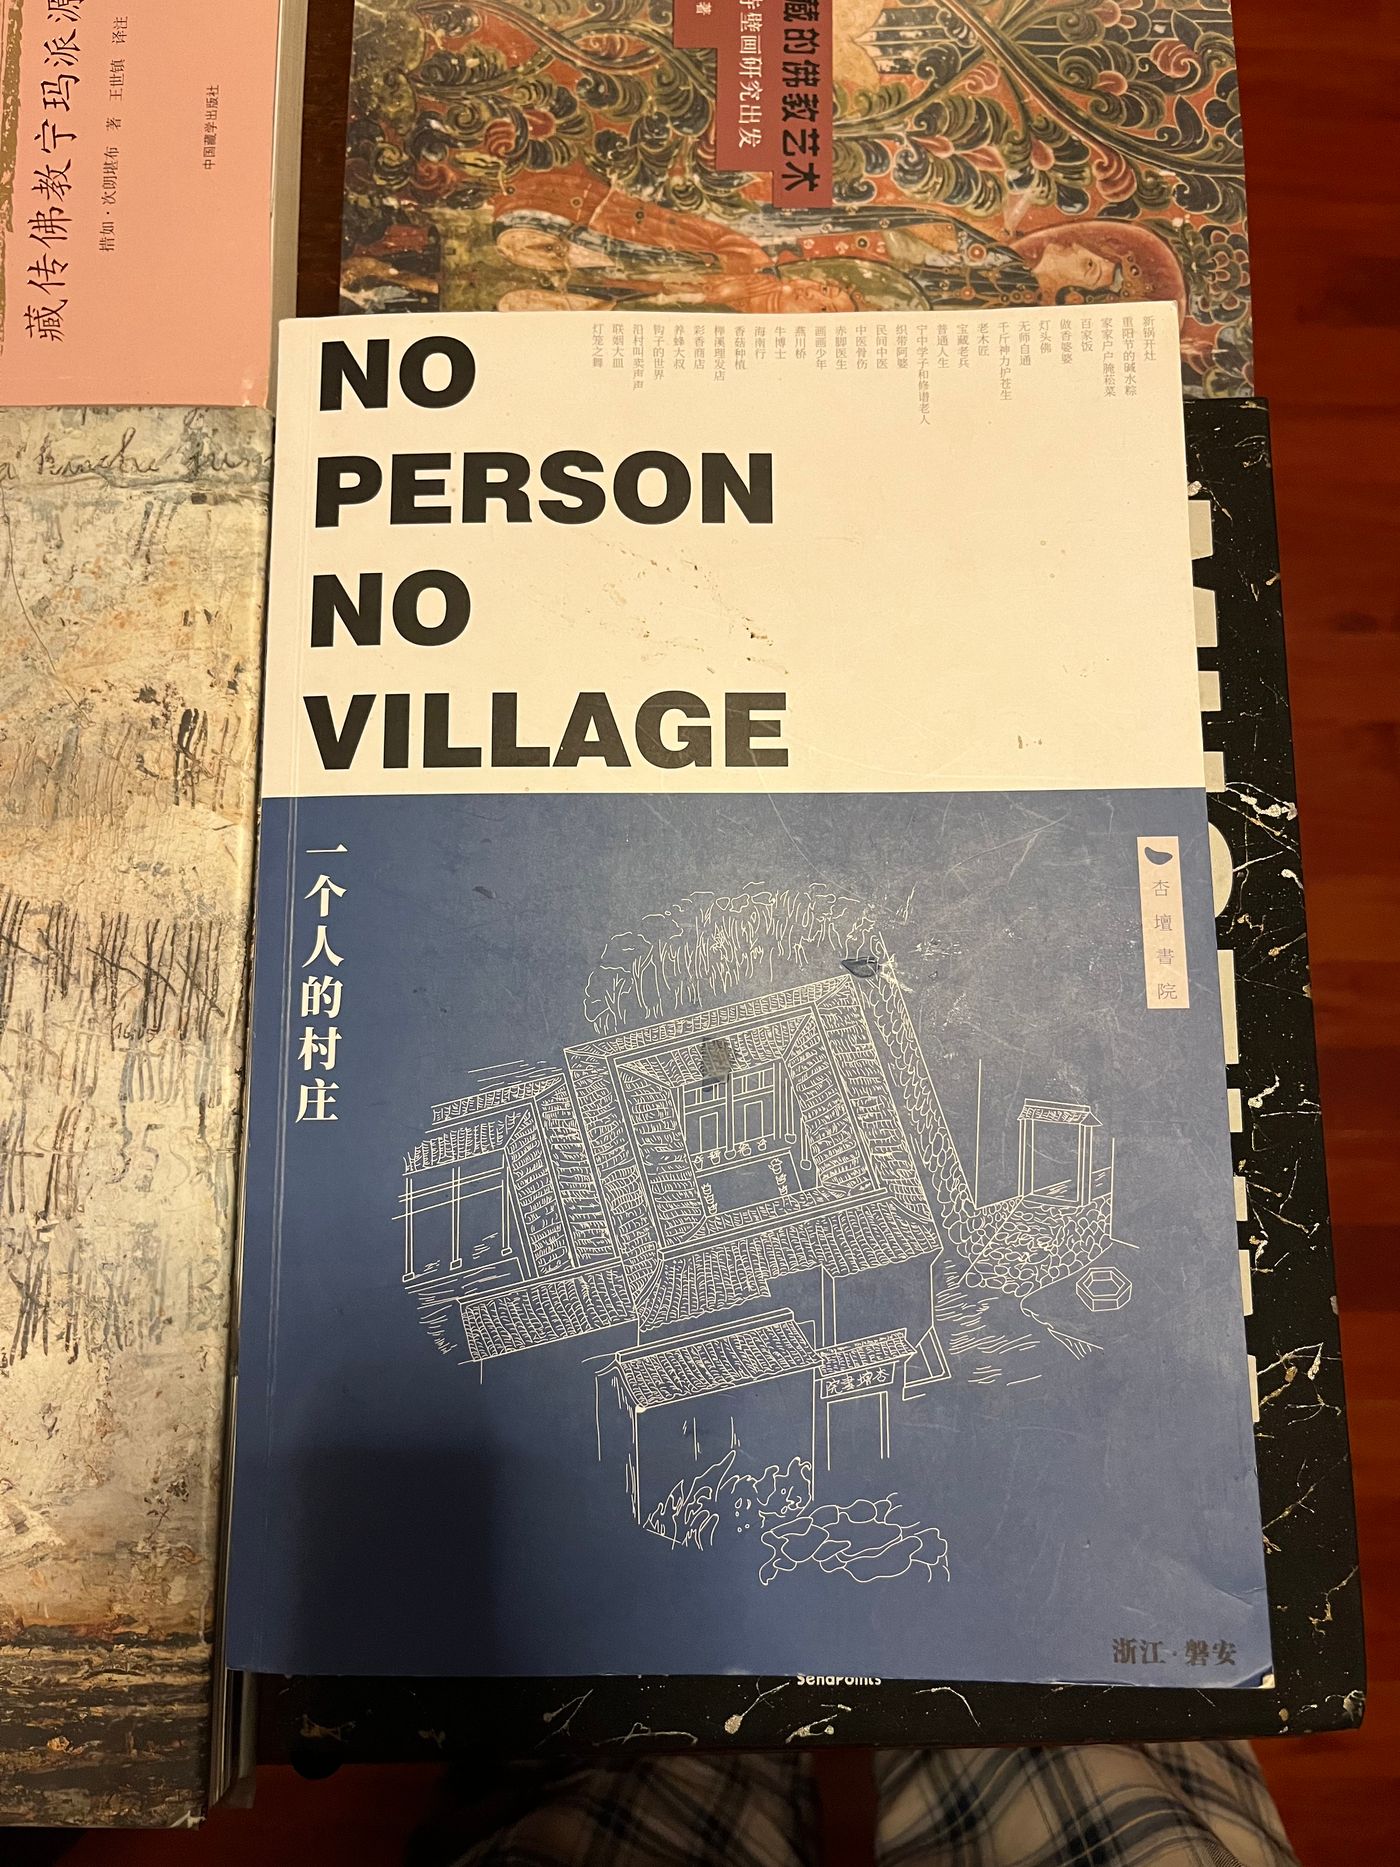 藏传佛教宁玛派源
措如·次朗堪布 著 王世镇 译注
中国藏学出版社
藏的佛教艺术
寺壁画研究出发
著
NO
PERSON
NO
VILLAGE
新锅开灶
重阳节的碱水粽
家家户户腌菘菜
百家饭
做香婆婆
灯头佛
无师自通
千斤神力护苍生
老木匠
宝藏老兵
普通人生
宁中学子和修谱老人
织带阿婆
民间中医
中医骨伤
赤脚医生
画画少年
燕川桥
牛博士
海南行
香菇种植
榉溪理发店
彩香商店
养蜂大叔
钩子的世界
沿村叫卖声声
联姻大皿
灯笼之舞
一个人的村庄
杏壇書院
杏壇書院
浙江·磐安
SendPoints